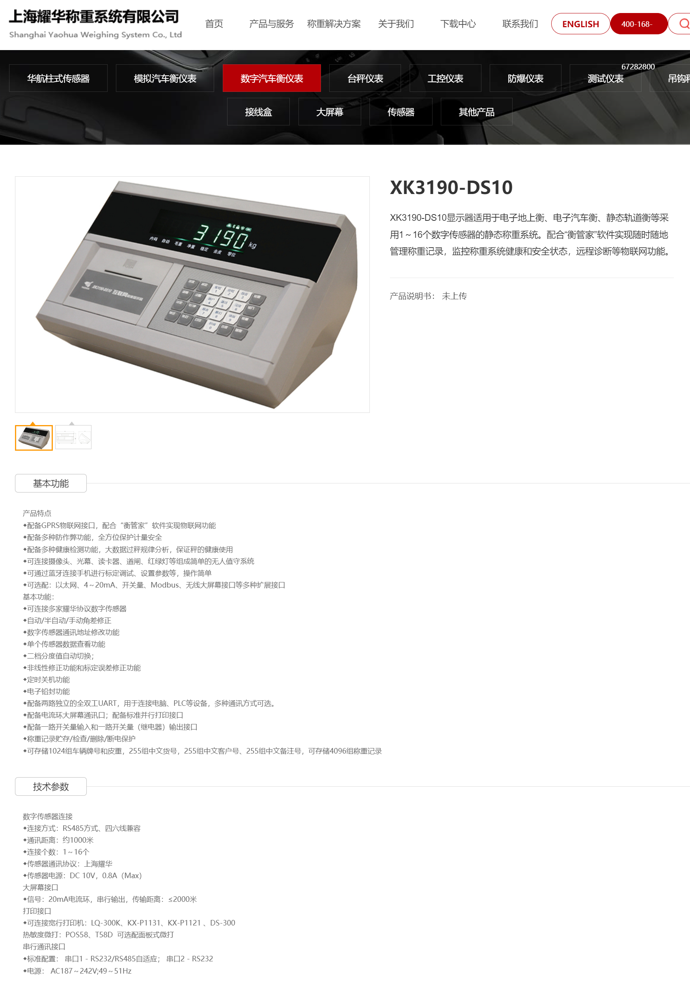 上海耀华称重系统有限公司
Shanghai Yaohua Weighing System Co., Ltd
首页 产品与服务 称重解决方案 关于我们 下载中心 联系我们 ENGLISH 400-168-
67282800
华航柱式传感器 模拟汽车衡仪表 数字汽车衡仪表 台秤仪表 工控仪表 防爆仪表 测试仪表 吊钩
接线盒 大屏幕 传感器 其他产品
3190 kg
内码 自动 毛重 净重 稳定 去皮 零位
XK3190-DS10 互联网
XK3190-DS10
XK3190-DS10显示器适用于电子地上衡、电子汽车衡、静态轨道衡等采
用1～16个数字传感器的静态称重系统。配合“衡管家”软件实现随时随地
管理称重记录，监控称重系统健康和安全状态，远程诊断等物联网功能。
产品说明书： 未上传
基本功能
产品特点
◆配备GPRS物联网接口，配合“衡管家”软件实现物联网功能
◆配备多种防作弊功能，全方位保护计量安全
◆配备多种健康检测功能，大数据过秤规律分析，保证秤的健康使用
◆可连接摄像头、光幕、读卡器、道闸、红绿灯等组成简单的无人值守系统
◆可通过蓝牙连接手机进行标定调试、设置参数等，操作简单
◆可选配：以太网、4～20mA、开关量、Modbus、无线大屏幕接口等多种扩展接口
基本功能：
◆可连接多家耀华协议数字传感器
◆自动/半自动/手动角差修正
◆数字传感器通讯地址修改功能
◆单个传感器数据查看功能
◆二档分度值自动切换；
◆非线性修正功能和标定误差修正功能
◆定时关机功能
◆电子铅封功能
◆配备两路独立的全双工UART，用于连接电脑、PLC等设备，多种通讯方式可选。
◆配备电流环大屏幕通讯口；配备标准并行打印接口
◆配备一路开关量输入和一路开关量（继电器）输出接口
◆称重记录贮存/检查/删除/断电保护
◆可存储1024组车辆牌号和皮重，255组中文货号，255组中文客户号、255组中文备注号，可存储4096组称重记录
技术参数
数字传感器连接
◆连接方式：RS485方式、四六线兼容
◆通讯距离：约1000米
◆连接个数：1～16个
◆传感器通讯协议：上海耀华
◆传感器电源：DC 10V，0.8A（Max）
大屏幕接口
◆信号：20mA电流环，串行输出，传输距离：≤2000米
打印接口
◆可连接宽行打印机：LQ-300K、KX-P1131、KX-P1121 、DS-300
热敏度微打：POS58、T58D 可选配面板式微打
串行通讯接口
◆标准配置： 串口1 - RS232/RS485自适应； 串口2 - RS232
◆电源： AC187～242V;49～51Hz